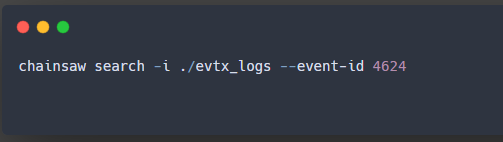 chainsaw search -i ./evtx_logs --event-id 4624